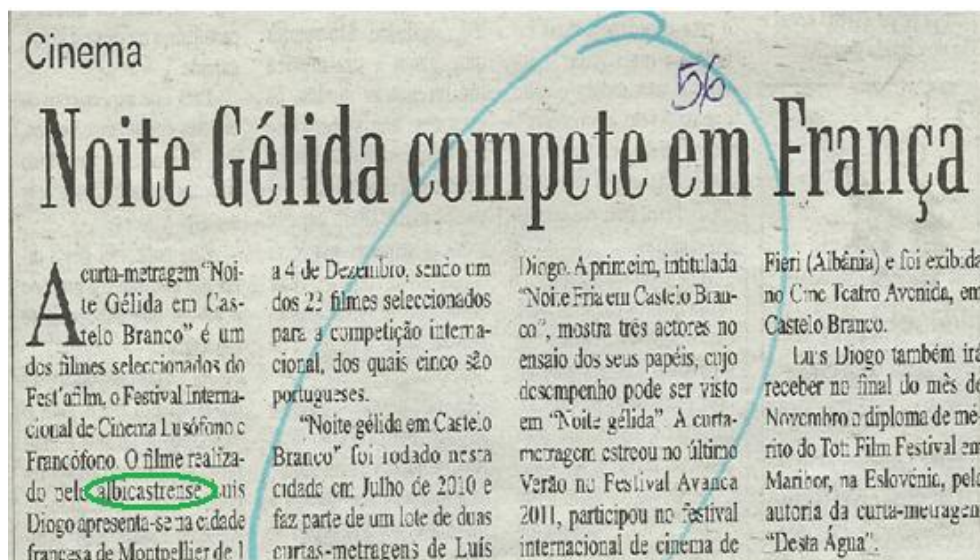 Cinema
56
Noite Gélida compete em França
A curta-metragem "Noi-
te Gélida em Cas-
telo Branco" é um
dos filmes seleccionados do
Fest'afilm, o Festival Interna-
cional de Cinema Lusófono e
Francófono. O filme realiza-
do pelo albicastrense Luis
Diogo apresenta-se na cidade
francesa de Montpellier de 1
a 4 de Dezembro, sendo um
dos 23 filmes seleccionados
para a competição interna-
cional, dos quais cinco são
portugueses.
"Noite gélida em Castelo
Branco" foi rodado nesta
cidade em Julho de 2010 e
faz parte de um lote de duas
curtas-metragens de Luís
Diogo. A primeira, intitulada
"Noite Fria em Castelo Bran-
co", mostra três actores no
ensaio dos seus papéis, cujo
desempenho pode ser visto
em "Noite gélida". A curta-
metragem estreou no último
Verão no Festival Avanca
2011, participou no festival
internacional de cinema de
Fieri (Albânia) e foi exibida
no Cine Teatro Avenida, em
Castelo Branco.
Luis Diogo também irá
receber no final do mês de
Novembro o diploma de mé-
rito do Toti Film Festival em
Maribor, na Eslovénia, pela
autoria da curta-metragem
"Desta Água".